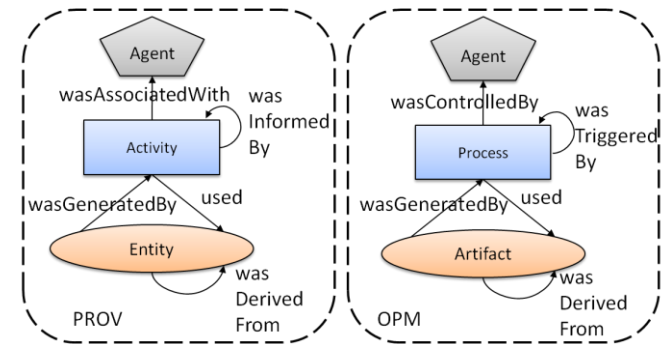 Agent
wasAssociatedWith
was
Informed
By
Activity
wasGeneratedBy
used
Entity
was
Derived
From
PROV
Agent
wasControlledBy
was
Triggered
By
Process
wasGeneratedBy
used
Artifact
was
Derived
From
OPM